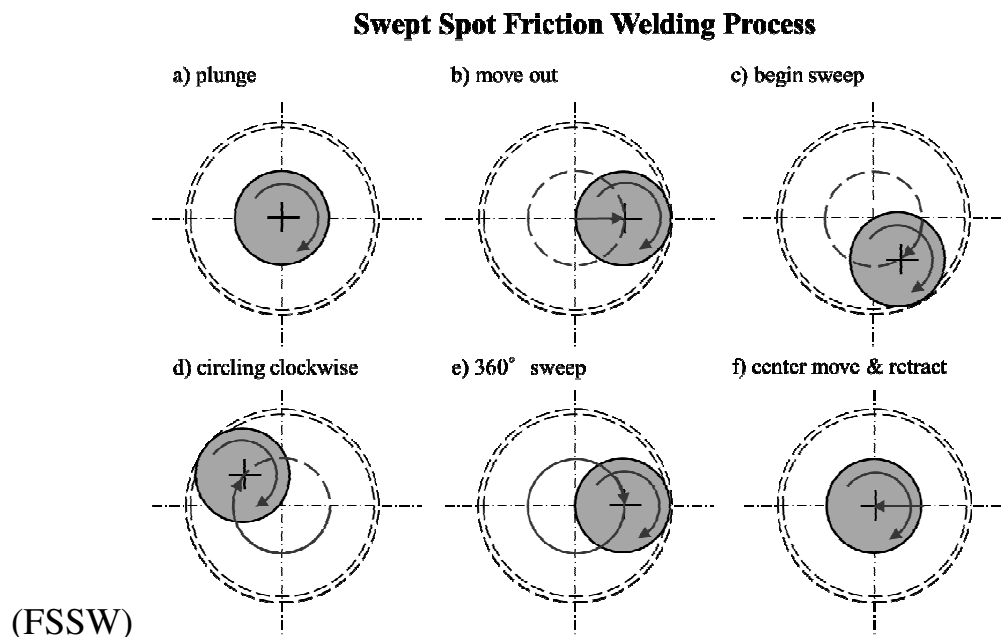 Swept Spot Friction Welding Process
a) plunge
b) move out
c) begin sweep
d) circling clockwise
e) 360° sweep
f) center move & retract
(FSSW)